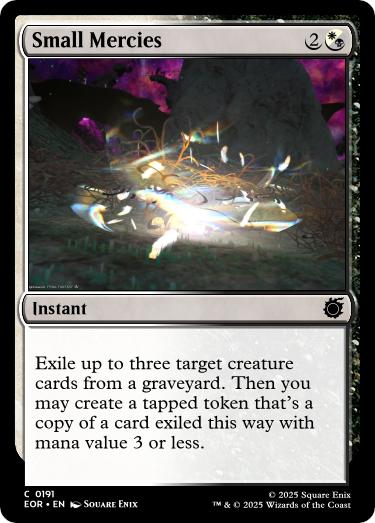 Small Mercies 2
Instant
Exile up to three target creature
cards from a graveyard. Then you
may create a tapped token that's a
copy of a card exiled this way with
mana value 3 or less.
C 0191
EOR • EN SQUARE ENIX
© 2025 Square Enix
™ & © 2025 Wizards of the Coast